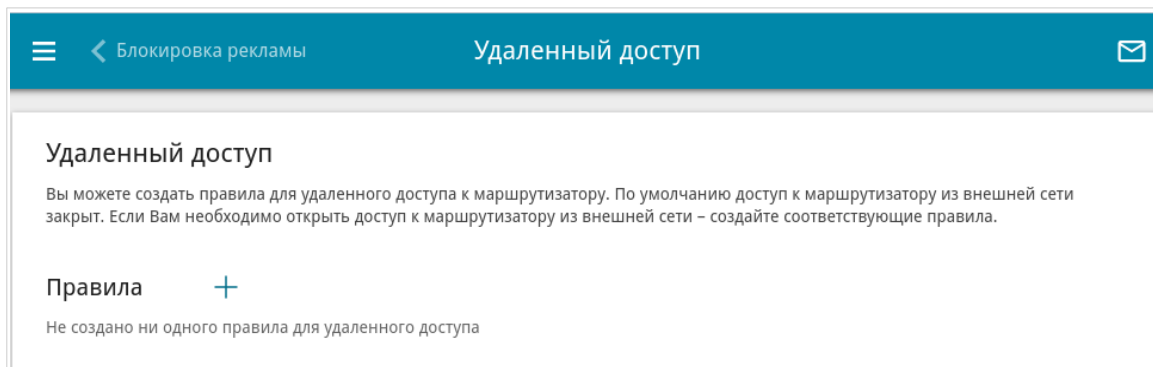 Блокировка рекламы
Удаленный доступ
Удаленный доступ
Вы можете создать правила для удаленного доступа к маршрутизатору. По умолчанию доступ к маршрутизатору из внешней сети
закрыт. Если Вам необходимо открыть доступ к маршрутизатору из внешней сети – создайте соответствующие правила.
Правила
Не создано ни одного правила для удаленного доступа